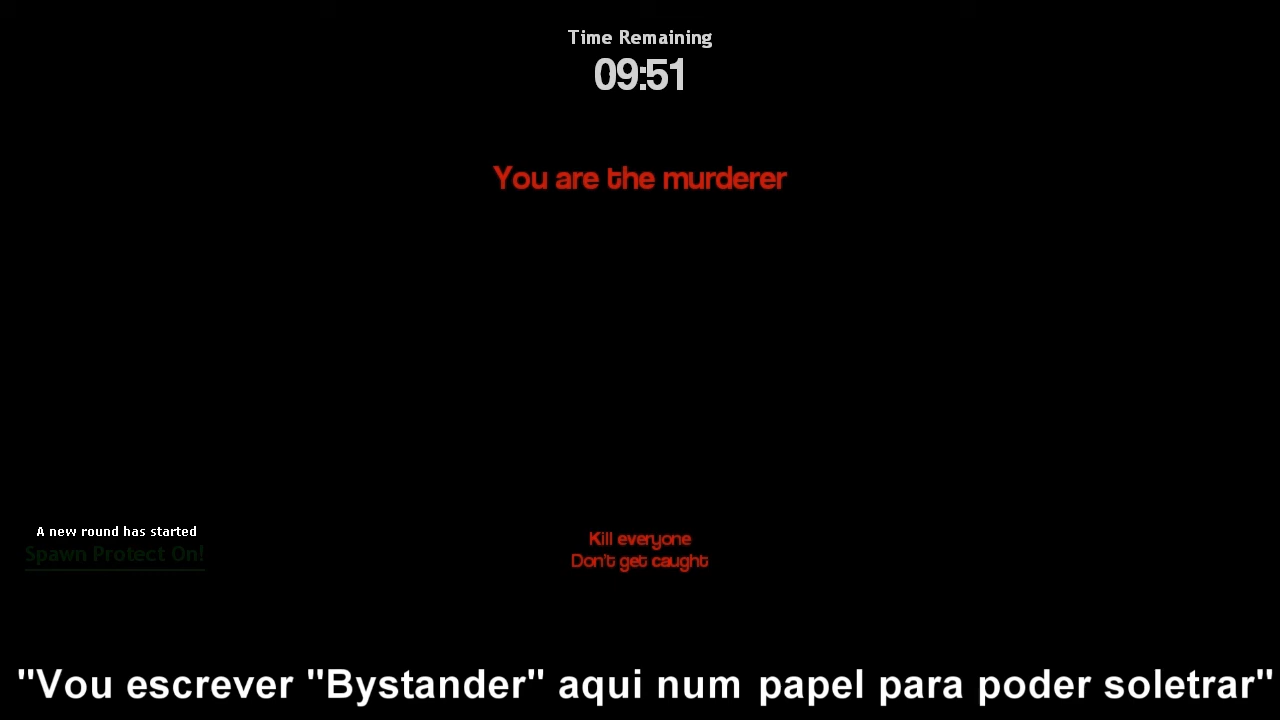 Time Remaining
09:51
You are the murderer
A new round has started
Spawn Protect On!
Kill everyone
Don't get caught
"Vou escrever "Bystander" aqui num papel para poder soletrar"